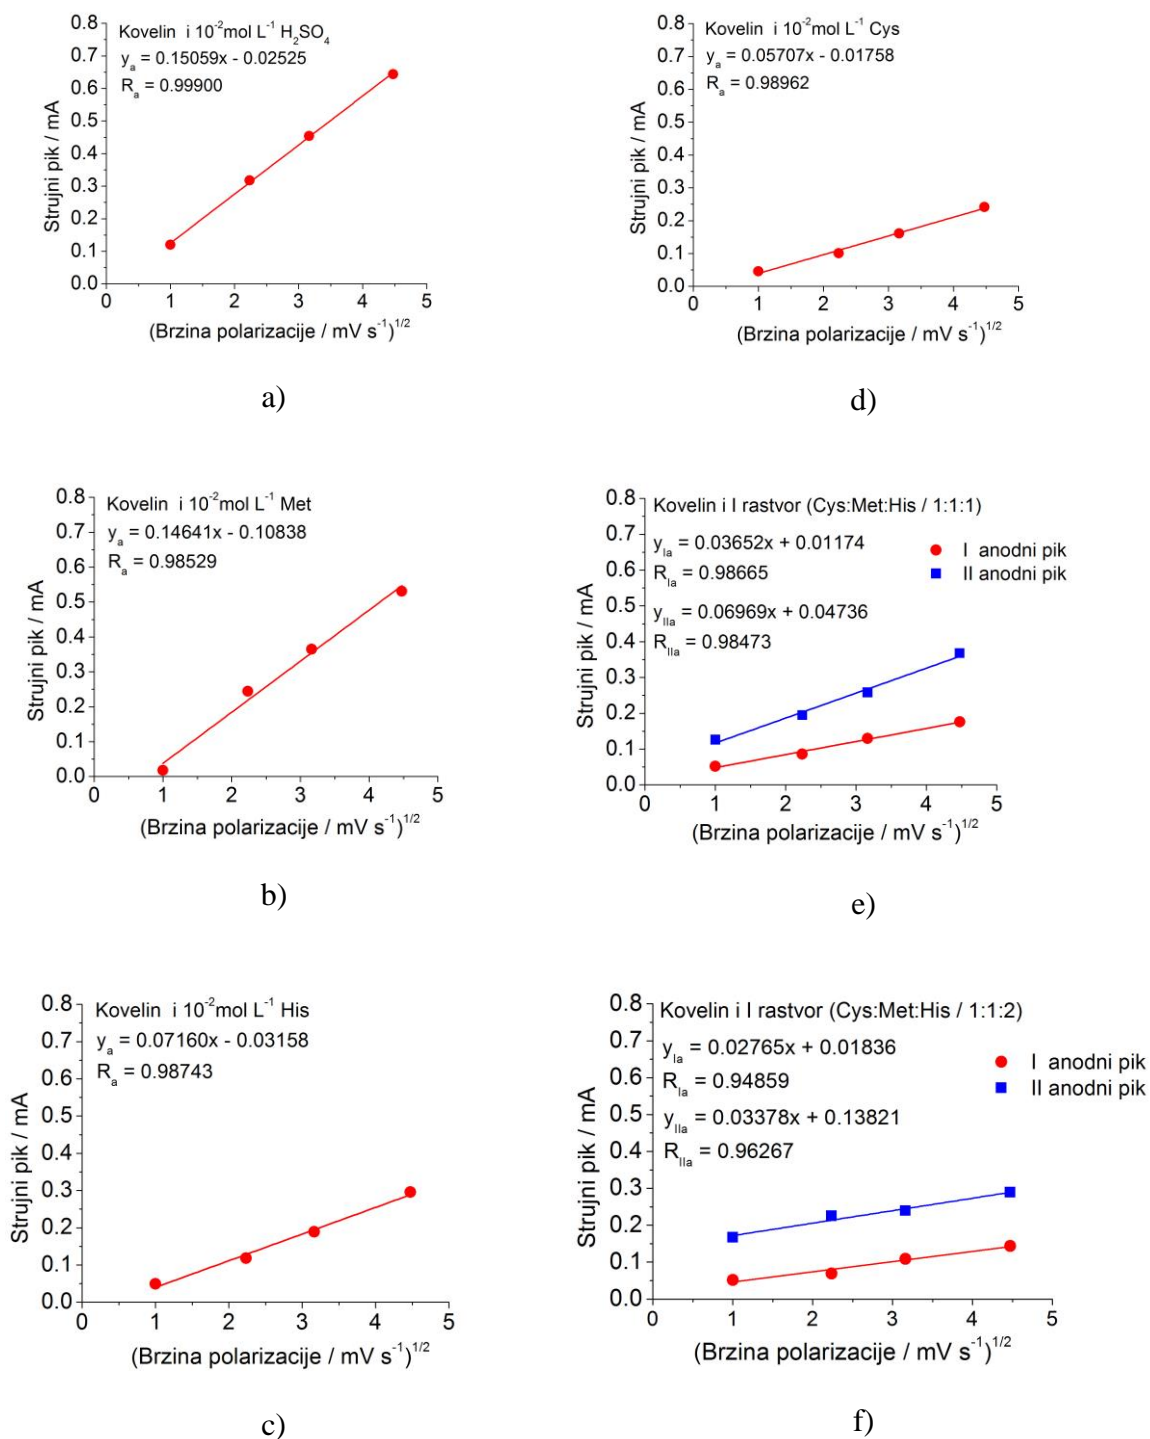 Kovelin i 10⁻²mol L⁻¹ H₂SO₄
yₐ = 0.15059x - 0.02525
Rₐ = 0.99900
Strujni pik / mA
0.8
0.7
0.6
0.5
0.4
0.3
0.2
0.1
0.0
0 1 2 3 4 5
(Brzina polarizacije / mV s⁻¹)¹/²
a)
Kovelin i 10⁻²mol L⁻¹ Cys
yₐ = 0.05707x - 0.01758
Rₐ = 0.98962
Strujni pik / mA
0.8
0.7
0.6
0.5
0.4
0.3
0.2
0.1
0.0
0 1 2 3 4 5
(Brzina polarizacije / mV s⁻¹)¹/²
d)
Kovelin i 10⁻²mol L⁻¹ Met
yₐ = 0.14641x - 0.10838
Rₐ = 0.98529
Strujni pik / mA
0.8
0.7
0.6
0.5
0.4
0.3
0.2
0.1
0.0
0 1 2 3 4 5
(Brzina polarizacije / mV s⁻¹)¹/²
b)
Kovelin i I rastvor (Cys:Met:His / 1:1:1)
y_Ia = 0.03652x + 0.01174
R_Ia = 0.98665
y_IIa = 0.06969x + 0.04736
R_IIa = 0.98473
I anodni pik
II anodni pik
Strujni pik / mA
0.8
0.7
0.6
0.5
0.4
0.3
0.2
0.1
0.0
0 1 2 3 4 5
(Brzina polarizacije / mV s⁻¹)¹/²
e)
Kovelin i 10⁻²mol L⁻¹ His
yₐ = 0.07160x - 0.03158
Rₐ = 0.98743
Strujni pik / mA
0.8
0.7
0.6
0.5
0.4
0.3
0.2
0.1
0.0
0 1 2 3 4 5
(Brzina polarizacije / mV s⁻¹)¹/²
c)
Kovelin i I rastvor (Cys:Met:His / 1:1:2)
y_Ia = 0.02765x + 0.01836
R_Ia = 0.94859
y_IIa = 0.03378x + 0.13821
R_IIa = 0.96267
I anodni pik
II anodni pik
Strujni pik / mA
0.8
0.7
0.6
0.5
0.4
0.3
0.2
0.1
0.0
0 1 2 3 4 5
(Brzina polarizacije / mV s⁻¹)¹/²
f)